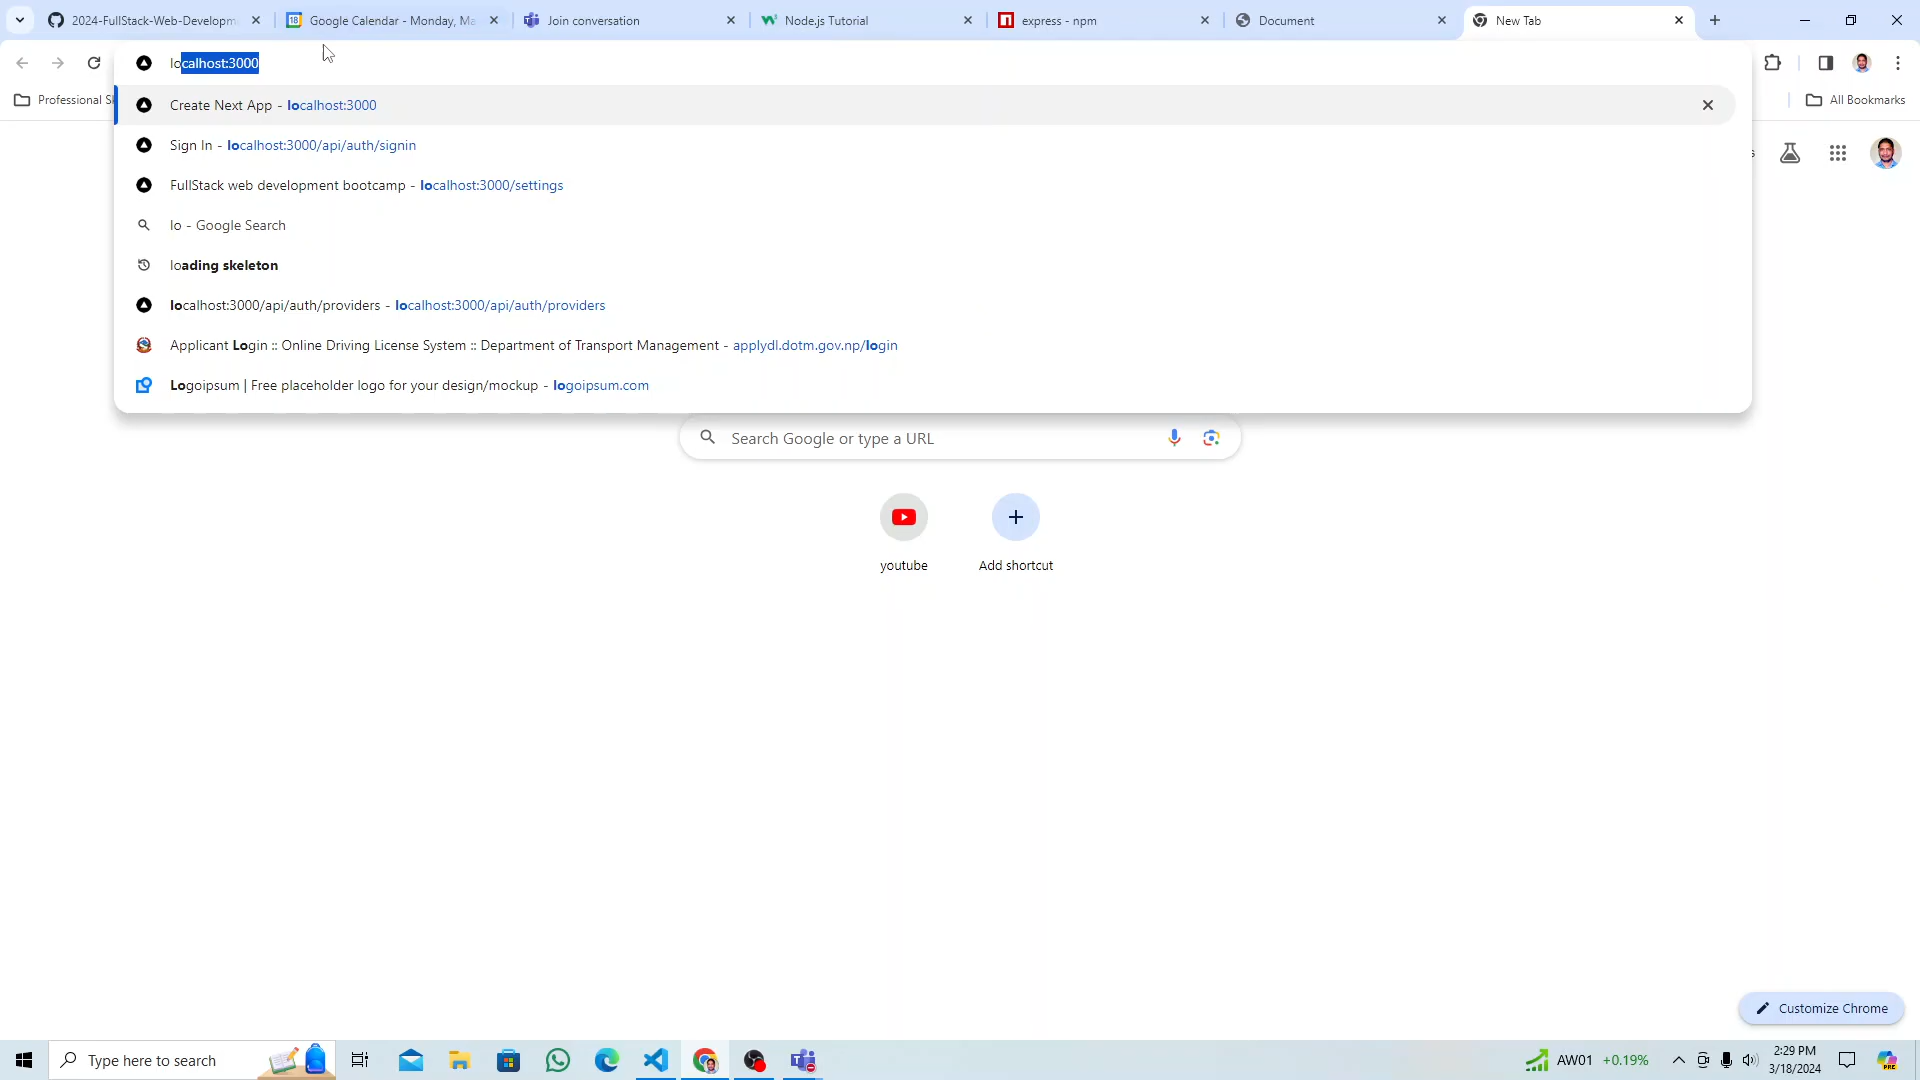 2024-FullStack-Web-Developm
Google Calendar - Monday, Ma
Join conversation
Node.js Tutorial
express - npm
Document
New Tab
localhost:3000
Professional Sk
All Bookmarks
Create Next App - localhost:3000
Sign In - localhost:3000/api/auth/signin
FullStack web development bootcamp - localhost:3000/settings
lo - Google Search
loading skeleton
localhost:3000/api/auth/providers - localhost:3000/api/auth/providers
Applicant Login :: Online Driving License System :: Department of Transport Management - applydl.dotm.gov.np/login
Logoipsum | Free placeholder logo for your design/mockup - logoipsum.com
Search Google or type a URL
youtube
Add shortcut
Customize Chrome
Type here to search
AW01 +0.19%
2:29 PM
3/18/2024